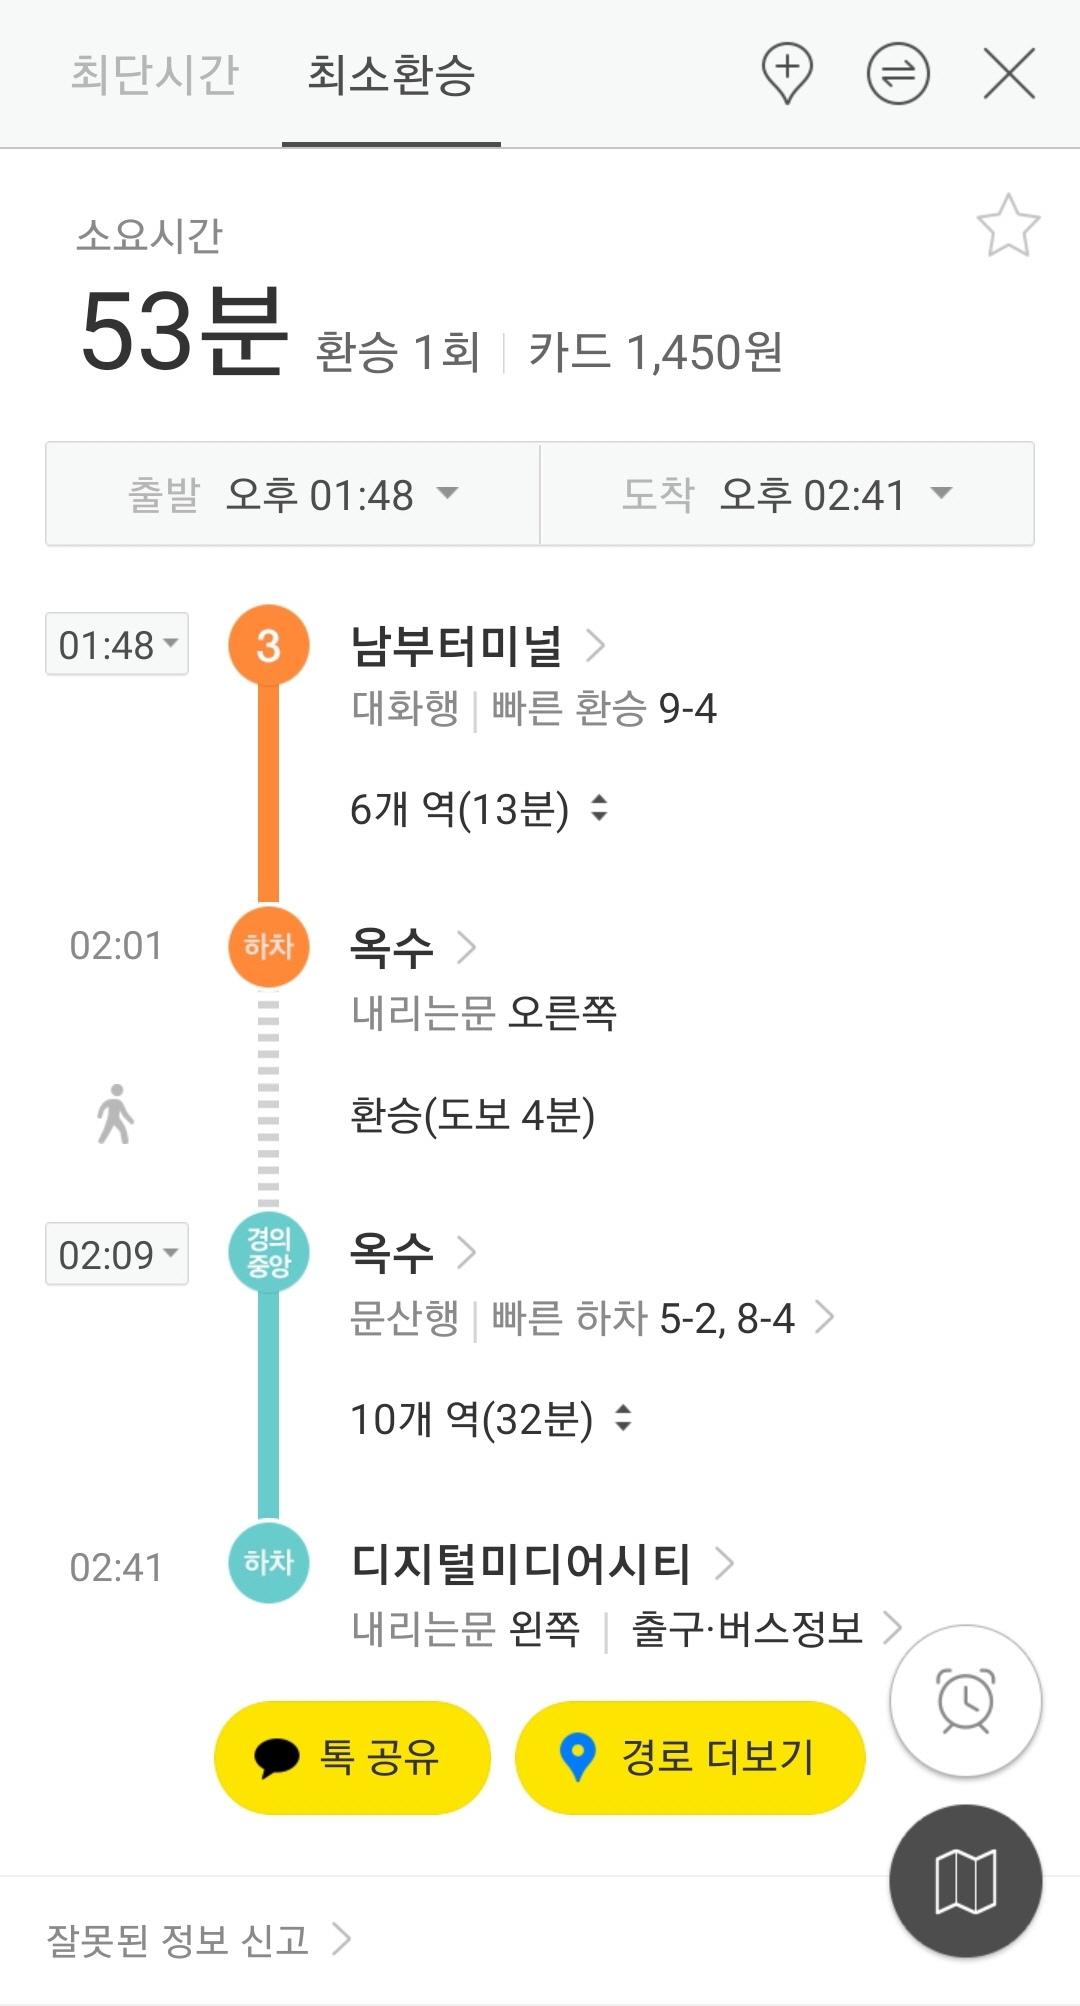 최단시간 최소환승
소요시간
53분 환승 1회 카드 1,450원
출발 오후 01:48 도착 오후 02:41
01:48 3 남부터미널
대화행 | 빠른 환승 9-4
6개 역(13분)
02:01 하차 옥수
내리는문 오른쪽
환승(도보 4분)
02:09 경의중앙 옥수
문산행 | 빠른 하차 5-2, 8-4
10개 역(32분)
02:41 하차 디지털미디어시티
내리는문 왼쪽 | 출구·버스정보
톡 공유 경로 더보기
잘못된 정보 신고